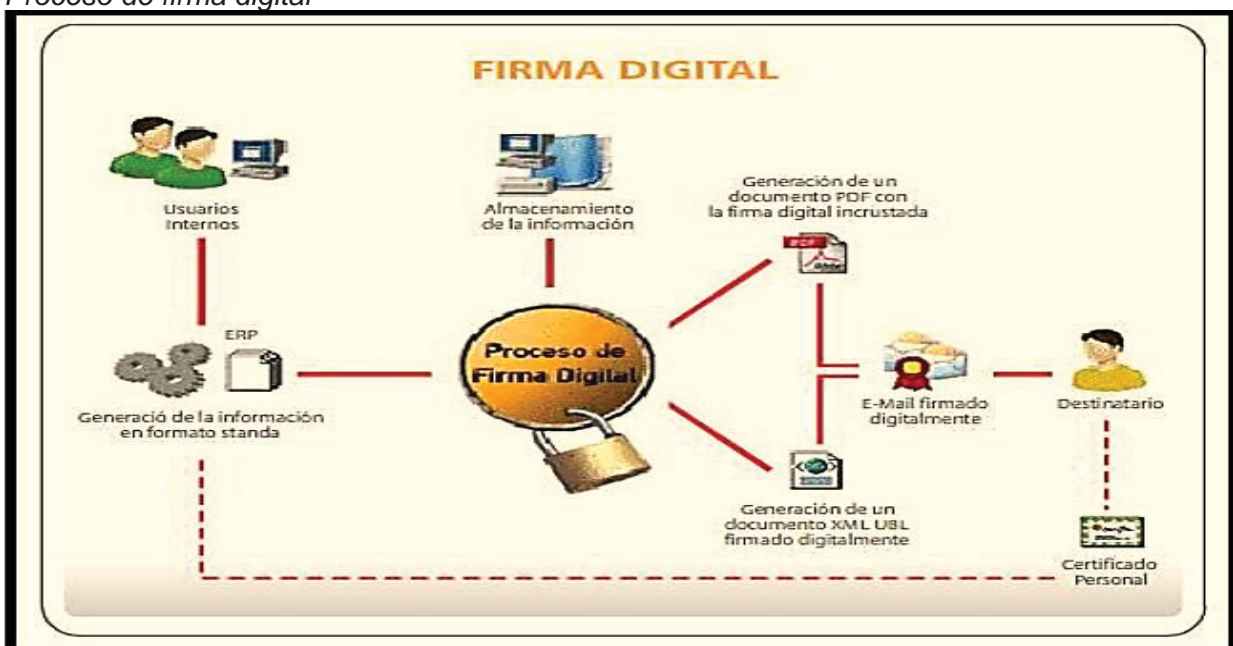 Proceso de firma digital
FIRMA DIGITAL
Usuarios
Internos
Almacenamiento
de la información
Generación de un
documento PDF con
la firma digital incrustada
PDF
Adobe
ERP
Generació de la información
en formato standa
Proceso de
Firma Digital
E-Mail firmado
digitalmente
Destinatario
Generación de un
documento XML UBL
firmado digitalmente
Certificado
Personal